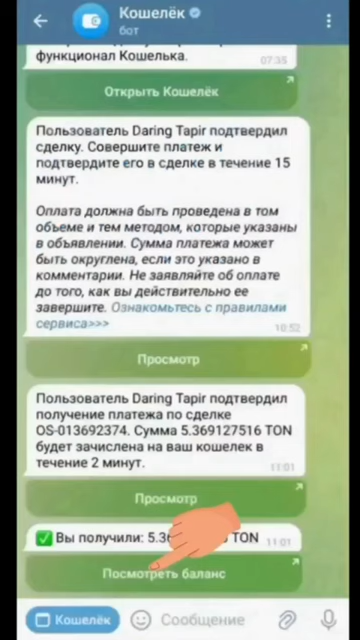 Кошелёк
бот
функционал Кошелька.
07:35
Открыть Кошелёк
Пользователь Daring Tapir подтвердил
сделку. Совершите платеж и
подтвердите его в сделке в течение 15
минут.
Оплата должна быть проведена в том
объеме и тем методом, которые указаны
в объявлении. Сумма платежа может
быть округлена, если это указано в
комментарии. Не заявляйте об оплате
до того, как вы действительно ее
завершите. Ознакомьтесь с правилами
сервиса>>>
10:52
Просмотр
Пользователь Daring Tapir подтвердил
получение платежа по сделке
OS-013692374. Сумма 5.369127516 TON
будет зачислена на ваш кошелек в
течение 2 минут.
11:01
Просмотр
Вы получили: TON
11:01
Посмотреть баланс
Кошелёк
Сообщение